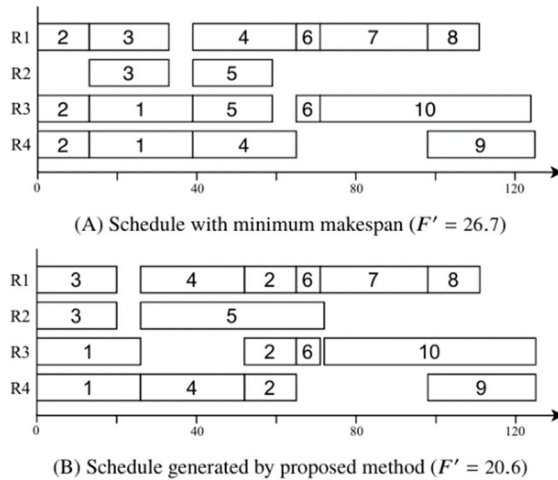 R1 2 3 4 6 7 8
R2 3 5
R3 2 1 5 6 10
R4 2 1 4 9
0 40 80 120
(A) Schedule with minimum makespan (F′ = 26.7)
R1 3 4 2 6 7 8
R2 3 5
R3 1 2 6 10
R4 1 4 2 9
0 40 80 120
(B) Schedule generated by proposed method (F′ = 20.6)